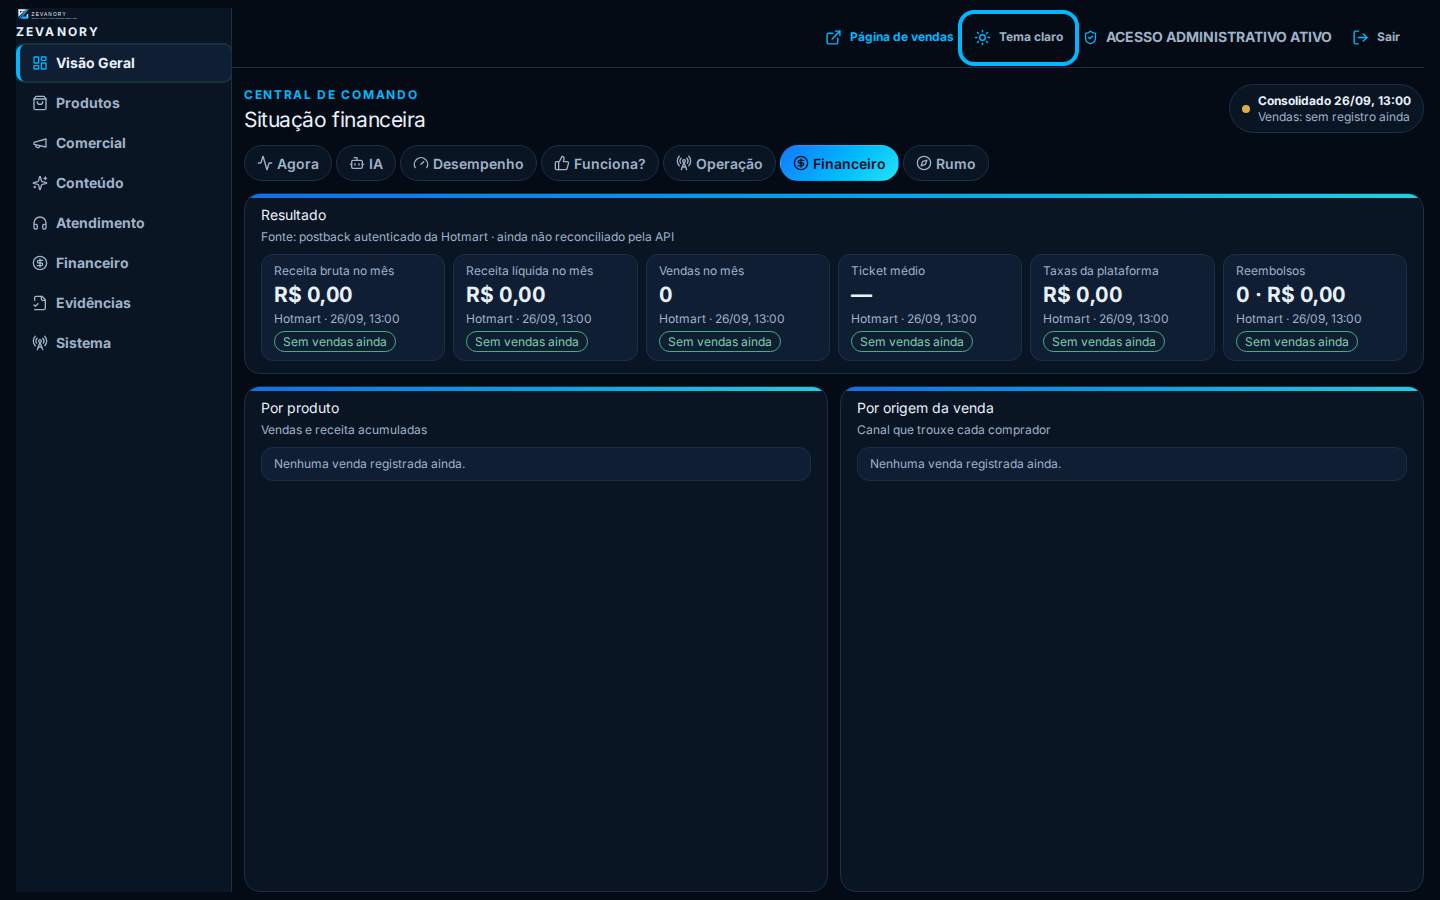 ZEVANORY
ZEVANORY
Visão Geral
Produtos
Comercial
Conteúdo
Atendimento
Financeiro
Evidências
Sistema
Página de vendas
Tema claro
ACESSO ADMINISTRATIVO ATIVO
Sair
CENTRAL DE COMANDO
Situação financeira
Consolidado 26/09, 13:00
Vendas: sem registro ainda
Agora
IA
Desempenho
Funciona?
Operação
Financeiro
Rumo
Resultado
Fonte: postback autenticado da Hotmart · ainda não reconciliado pela API
Receita bruta no mês
R$ 0,00
Hotmart · 26/09, 13:00
Sem vendas ainda
Receita líquida no mês
R$ 0,00
Hotmart · 26/09, 13:00
Sem vendas ainda
Vendas no mês
0
Hotmart · 26/09, 13:00
Sem vendas ainda
Ticket médio
—
Hotmart · 26/09, 13:00
Sem vendas ainda
Taxas da plataforma
R$ 0,00
Hotmart · 26/09, 13:00
Sem vendas ainda
Reembolsos
0 · R$ 0,00
Hotmart · 26/09, 13:00
Sem vendas ainda
Por produto
Vendas e receita acumuladas
Nenhuma venda registrada ainda.
Por origem da venda
Canal que trouxe cada comprador
Nenhuma venda registrada ainda.